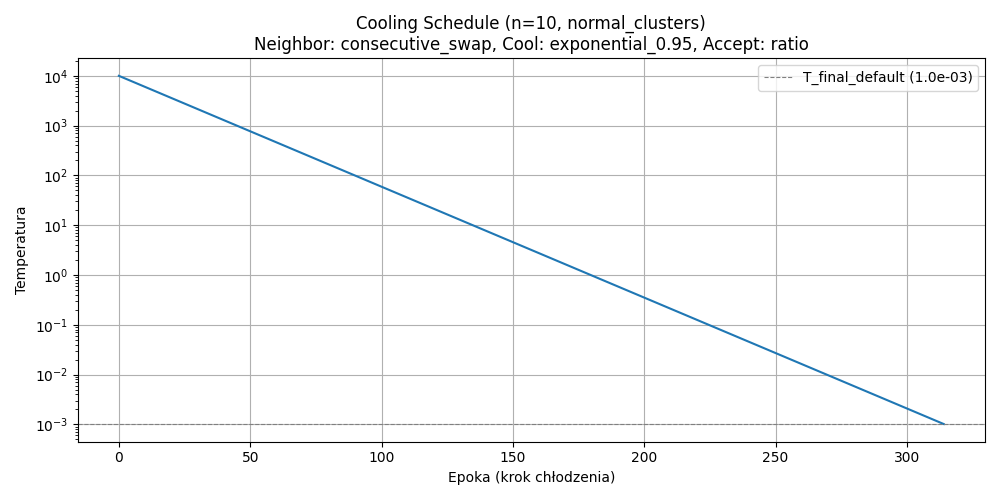 Cooling Schedule (n=10, normal_clusters)
Neighbor: consecutive_swap, Cool: exponential_0.95, Accept: ratio
T_final_default (1.0e-03)
Temperatura
10⁴
10³
10²
10¹
10⁰
10⁻¹
10⁻²
10⁻³
0 50 100 150 200 250 300
Epoka (krok chłodzenia)